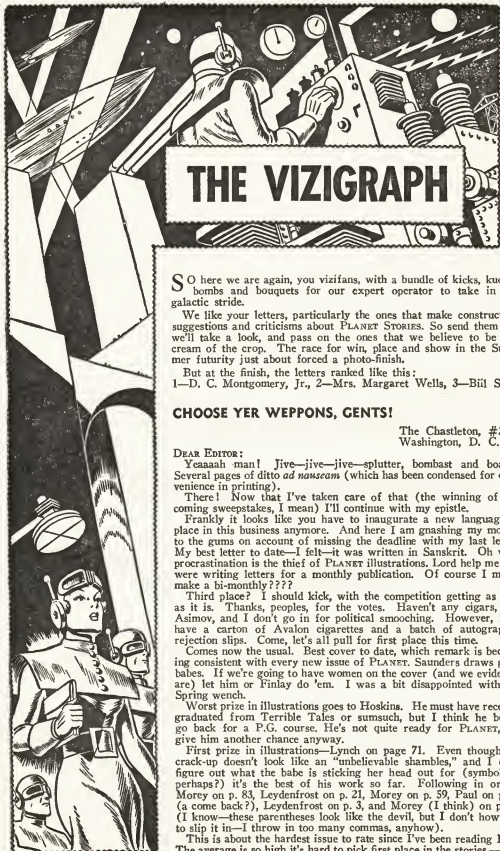 THE VIZIGRAPH
SO here we are again, you vizifans, with a bundle of kicks,
bombs and bouquets for our expert operator to take in
galactic stride.
We like your letters, particularly the ones that make
suggestions and criticisms about PLANET STORIES. So send them
we'll take a look, and pass on the ones that we believe to be
cream of the crop. The race for win, place and show in the
mer futurity just about forced a photo-finish.
But at the finish, the letters ranked like this:
1—D. C. Montgomery, Jr., 2—Mrs. Margaret Wells, 3—Bill S
CHOOSE YER WEPPONS, GENTS!
The Chastleton, #
Washington, D. C.
DEAR EDITOR:
Yeaaaah man! Jive—jive—jive—splutter, bombast and
Several pages of ditto ad nauseam (which has been condensed for
venience in printing).
There! Now that I've taken care of that (the winning of
coming sweepstakes, I mean) I'll continue with my epistle.
Frankly it looks like you have to inaugurate a new language
place in this business anymore. And here I am gnashing my
to the gums on account of missing the deadline with my last
My best letter to date—I felt—it was written in Sanskrit. Oh
procrastination is the thief of PLANET illustrations. Lord help me
were writing letters for a monthly publication. Of course I
make a bi-monthly????
Third place? I should kick, with the competition getting as
as it is. Thanks, peoples, for the votes. Haven't any cigars,
Asimov, and I don't go in for political smooching. However,
have a carton of Avalon cigarettes and a batch of
rejection slips. Come, let's all pull for first place this time.
Comes now the usual. Best cover to date, which remark is
ing consistent with every new issue of PLANET. Saunders draws
babes. If we're going to have women on the cover (and we
are) let him or Finlay do 'em. I was a bit disappointed with
Spring wench.
Worst prize in illustrations goes to Hoskins. He must have
graduated from Terrible Tales or sumsuch, but I think he
go back for a P.G. course. He's not quite ready for PLANET,
give him another chance anyway.
First prize in illustrations—Lynch on page 71. Even though
crack-up doesn't look like an "unbelievable shambles," and I
figure out what the babe is sticking her head out for (symbo
perhaps?) it's the best of his work so far. Following in
Morey on p. 83, Leydenfrost on p. 21, Morey on p. 59, Paul on
(a come back?), Leydenfrost on p. 3, and Morey (I think) on
(I know—these parentheses look like the devil, but I don't how
to slip it in—I throw in too many commas, anyhow).
This is about the hardest issue to rate since I've been reading
The average is so high it's hard to pick first place in the stories